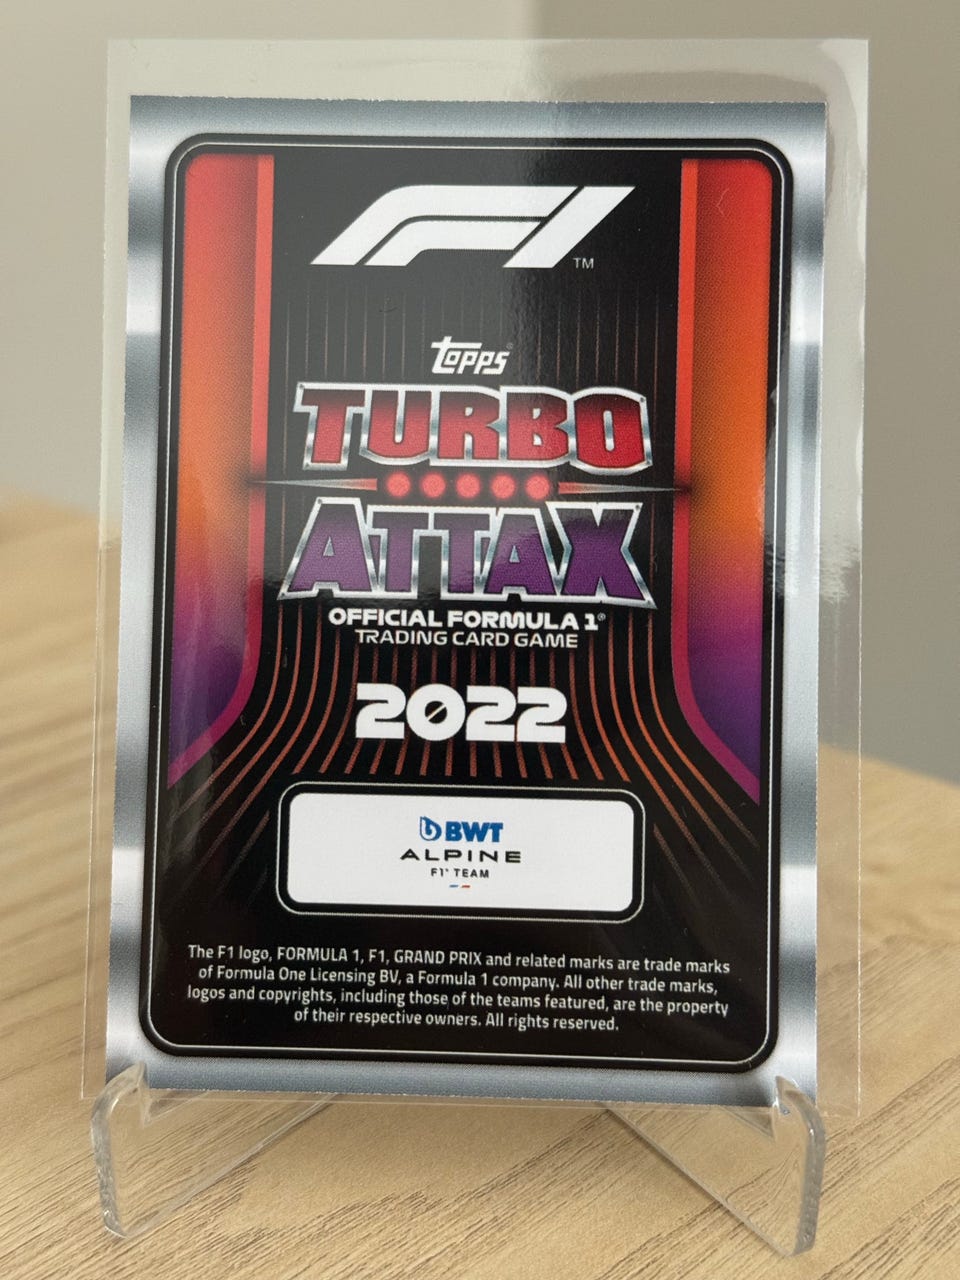 F1
TM
Topps®
TURBO
ATTAX
OFFICIAL FORMULA 1®
TRADING CARD GAME
2022
BWT
ALPINE
F1® TEAM
The F1 logo, FORMULA 1, F1, GRAND PRIX and related marks are trade marks
of Formula One Licensing BV, a Formula 1 company. All other trade marks,
logos and copyrights, including those of the teams featured, are the property
of their respective owners. All rights reserved.